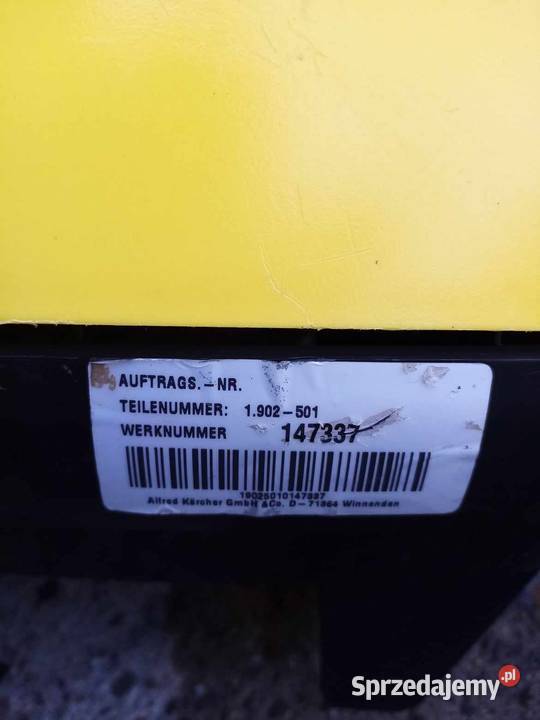 AUFTRAGS.-NR.
TEILENUMMER: 1.902-501
WERKNUMMER 147337
19025010147337
Alfred Kärcher GmbH &Co. D-71364 Winnenden
Sprzedajemy.pl